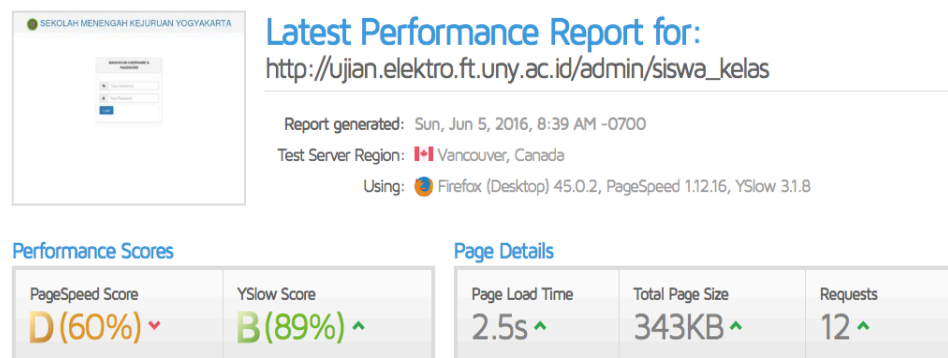 SEKOLAH MENENGAH KEJURUAN YOGYAKARTA
Latest Performance Report for:
http://ujian.elektro.ft.uny.ac.id/admin/siswa_kelas
Report generated: Sun, Jun 5, 2016, 8:39 AM -0700
Test Server Region: Vancouver, Canada
Using: Firefox (Desktop) 45.0.2, PageSpeed 1.12.16, YSlow 3.1.8
Performance Scores
PageSpeed Score
D (60%)
YSlow Score
B (89%)
Page Details
Page Load Time
2.5s
Total Page Size
343KB
Requests
12